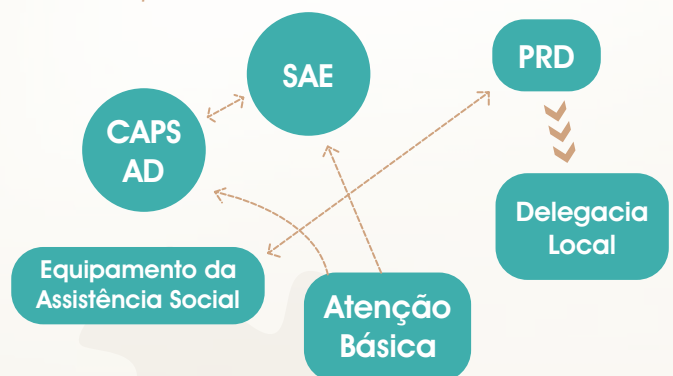 SAE
PRD
CAPS
AD
Delegacia
Local
Equipamento da
Assistência Social
Atenção
Básica